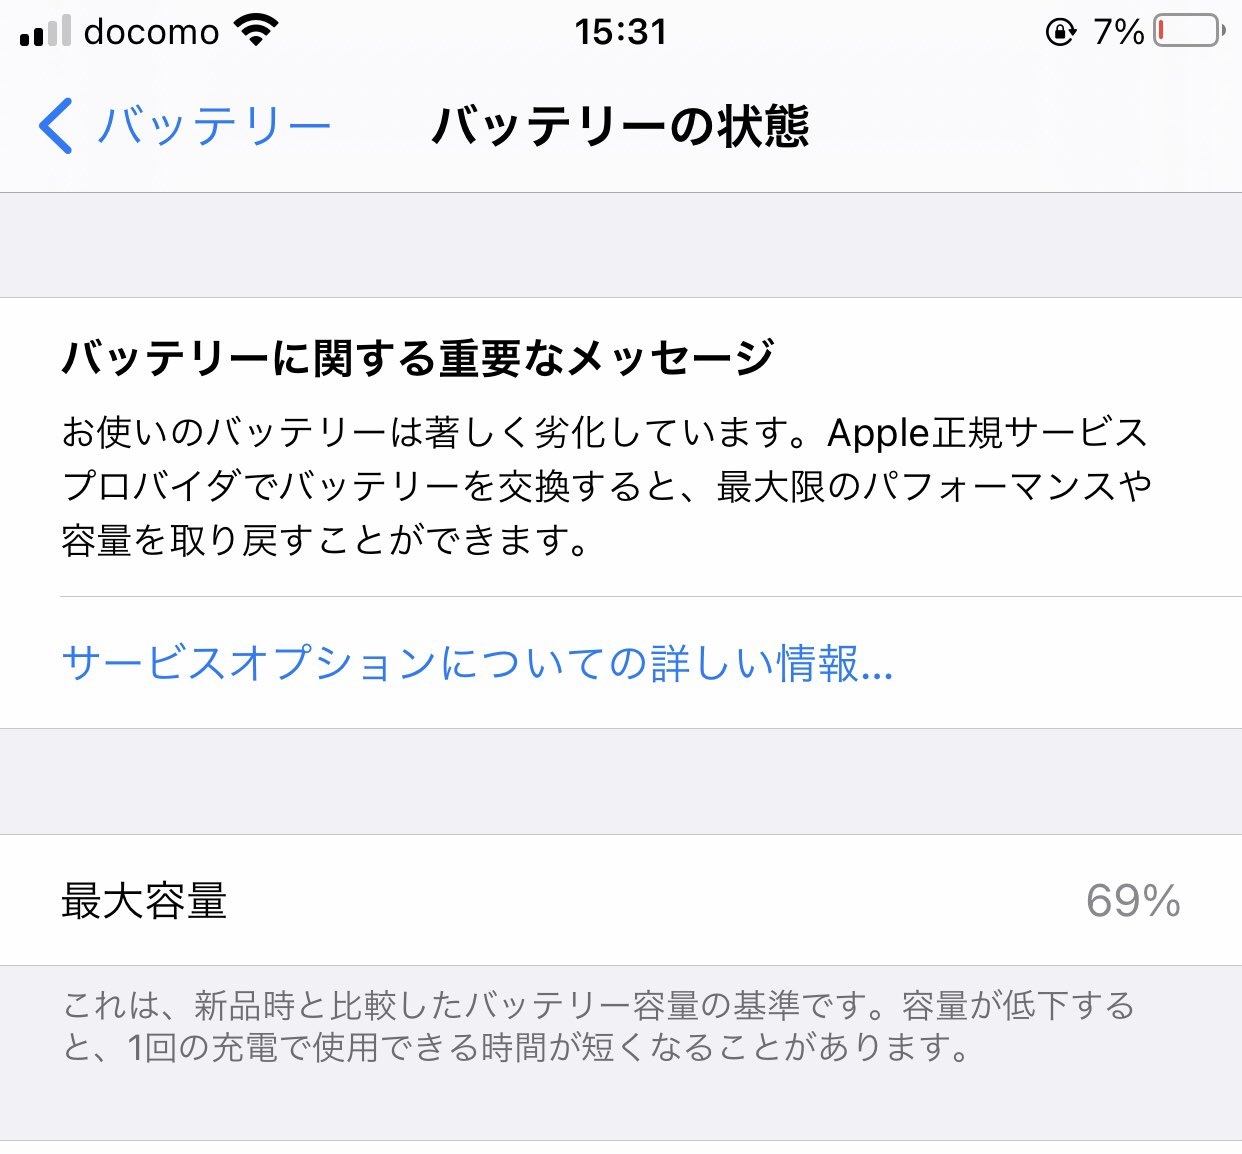 docomo 15:31 7%
バッテリー バッテリーの状態
バッテリーに関する重要なメッセージ
お使いのバッテリーは著しく劣化しています。Apple正規サービス
プロバイダでバッテリーを交換すると、最大限のパフォーマンスや
容量を取り戻すことができます。
サービスオプションについての詳しい情報...
最大容量 69%
これは、新品時と比較したバッテリー容量の基準です。容量が低下する
と、1回の充電で使用できる時間が短くなることがあります。